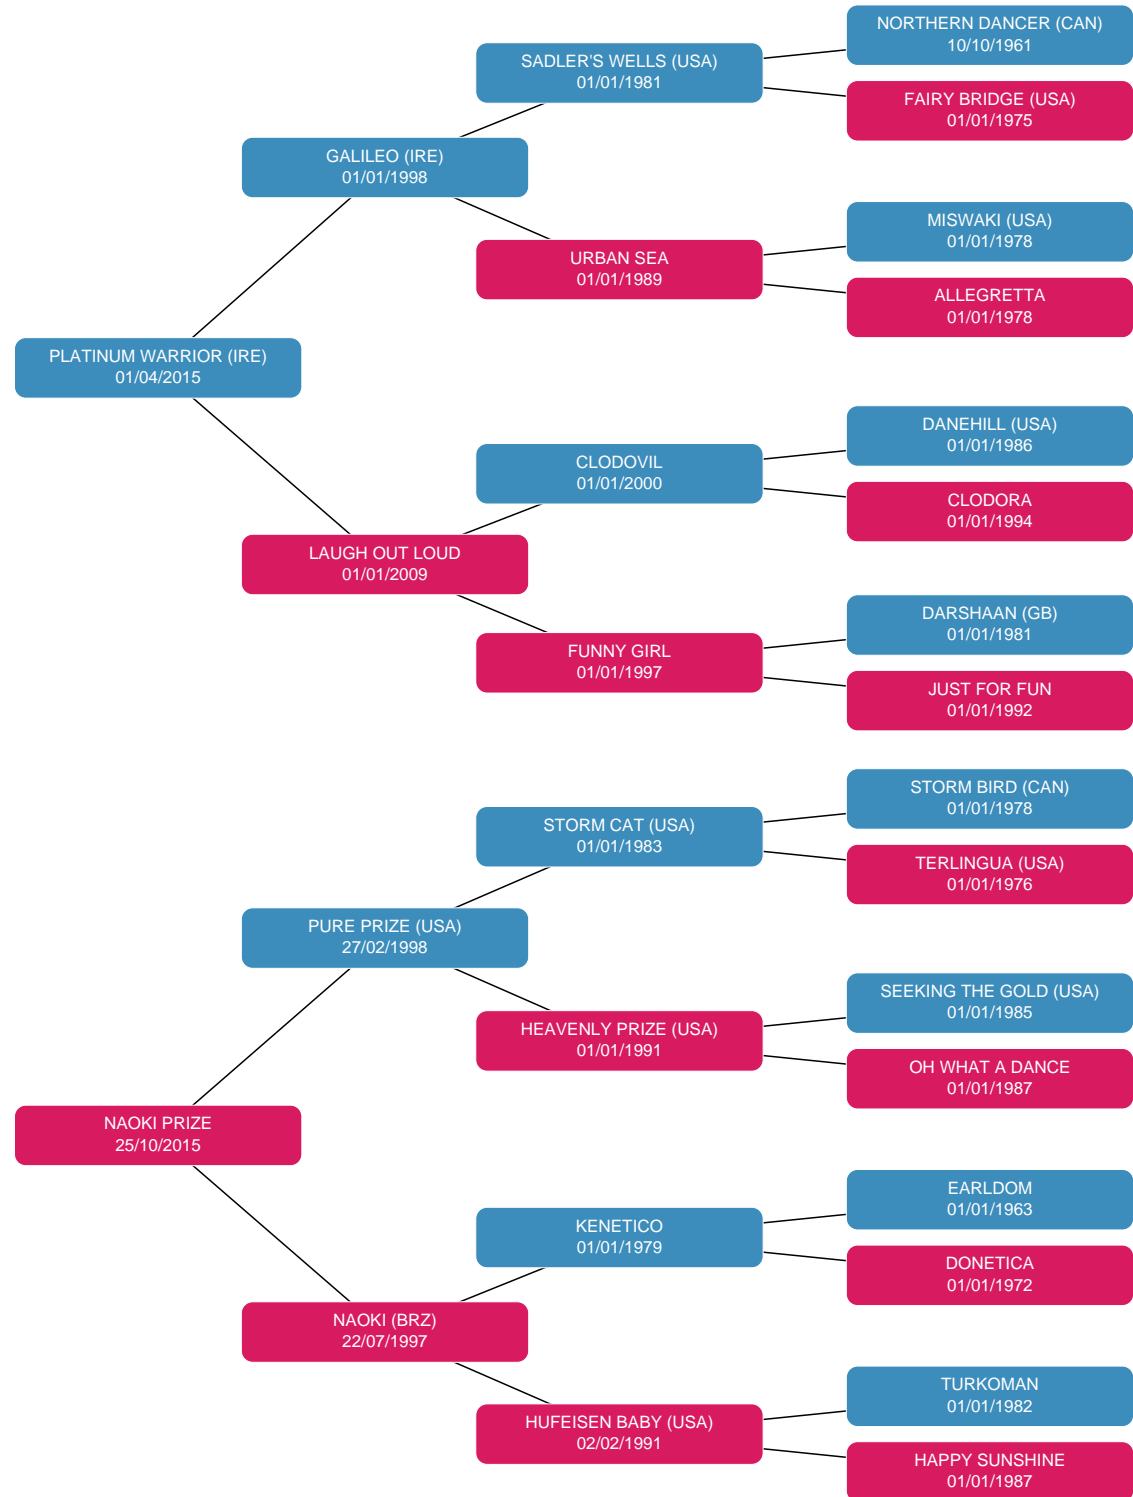 NORTHERN DANCER (CAN)
10/10/1961
SADLER'S WELLS (USA)
01/01/1981
FAIRY BRIDGE (USA)
01/01/1975
GALILEO (IRE)
01/01/1998
MISWAKI (USA)
01/01/1978
URBAN SEA
01/01/1989
ALLEGRETTA
01/01/1978
PLATINUM WARRIOR (IRE)
01/04/2015
DANEHILL (USA)
01/01/1986
CLODOVIL
01/01/2000
CLODORA
01/01/1994
LAUGH OUT LOUD
01/01/2009
DARSHAAN (GB)
01/01/1981
FUNNY GIRL
01/01/1997
JUST FOR FUN
01/01/1992
STORM BIRD (CAN)
01/01/1978
STORM CAT (USA)
01/01/1983
TERLINGUA (USA)
01/01/1976
PURE PRIZE (USA)
27/02/1998
SEEKING THE GOLD (USA)
01/01/1985
HEAVENLY PRIZE (USA)
01/01/1991
OH WHAT A DANCE
01/01/1987
NAOKI PRIZE
25/10/2015
EARLDOM
01/01/1963
KENETICO
01/01/1979
DONETICA
01/01/1972
NAOKI (BRZ)
22/07/1997
TURKOMAN
01/01/1982
HUFEISEN BABY (USA)
02/02/1991
HAPPY SUNSHINE
01/01/1987